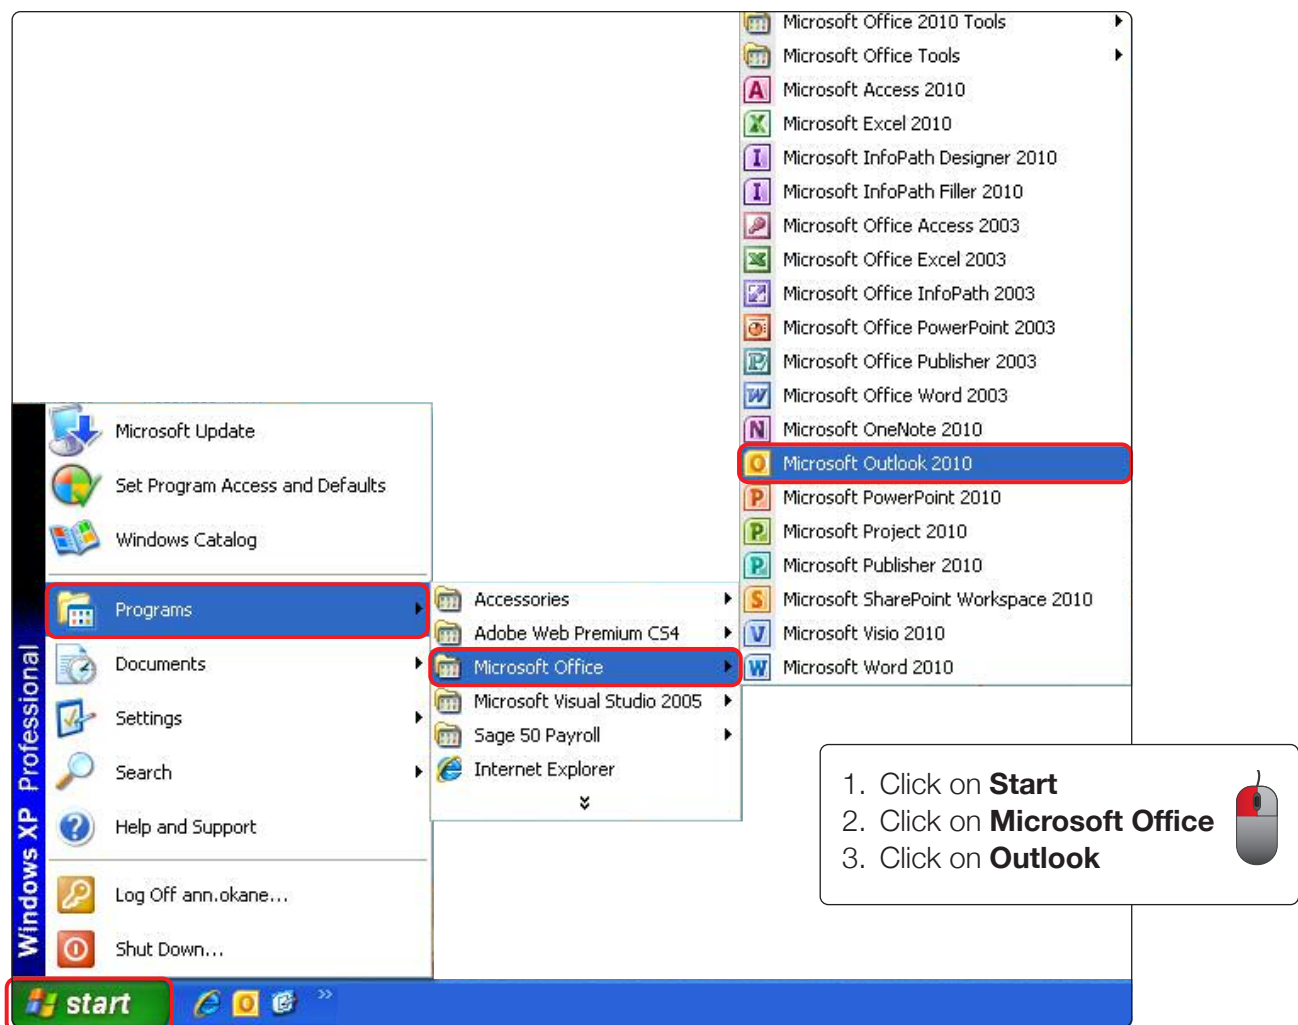 Microsoft Office 2010 Tools
Microsoft Office Tools
Microsoft Access 2010
Microsoft Excel 2010
Microsoft InfoPath Designer 2010
Microsoft InfoPath Filler 2010
Microsoft Office Access 2003
Microsoft Office Excel 2003
Microsoft Office InfoPath 2003
Microsoft Office PowerPoint 2003
Microsoft Office Publisher 2003
Microsoft Office Word 2003
Microsoft OneNote 2010
Microsoft Outlook 2010
Microsoft PowerPoint 2010
Microsoft Project 2010
Microsoft Publisher 2010
Microsoft SharePoint Workspace 2010
Microsoft Visio 2010
Microsoft Word 2010
Microsoft Update
Set Program Access and Defaults
Windows Catalog
Programs
Documents
Settings
Search
Help and Support
Log Off ann.okane...
Shut Down...
Windows XP Professional
Accessories
Adobe Web Premium CS4
Microsoft Office
Microsoft Visual Studio 2005
Sage 50 Payroll
Internet Explorer
1. Click on Start
2. Click on Microsoft Office
3. Click on Outlook
start